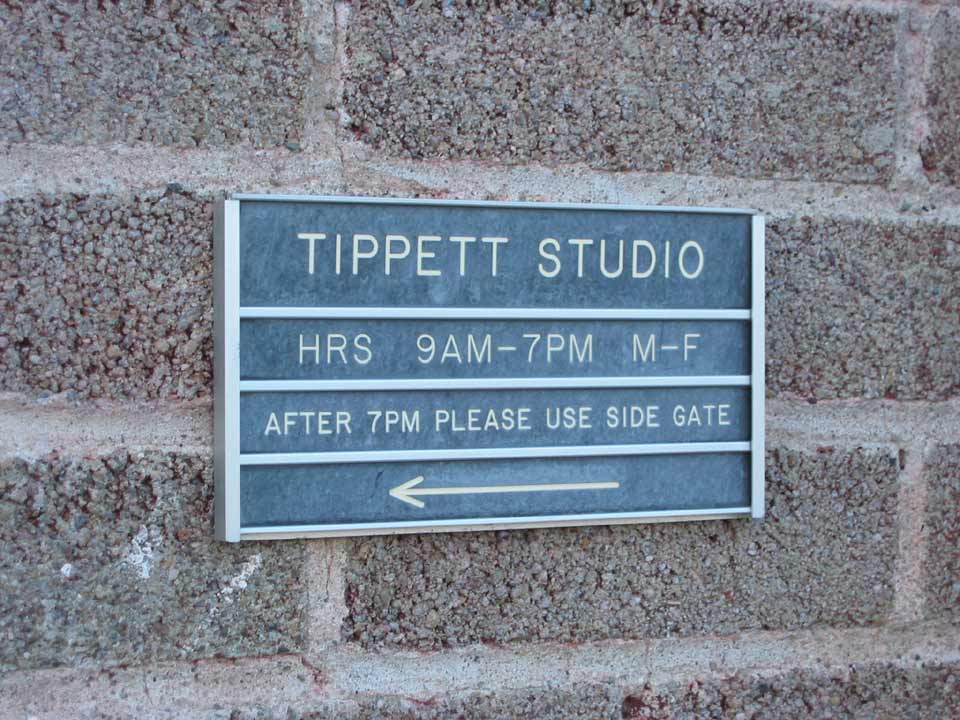 TIPPETT STUDIO
HRS 9AM-7PM M-F
AFTER 7PM PLEASE USE SIDE GATE